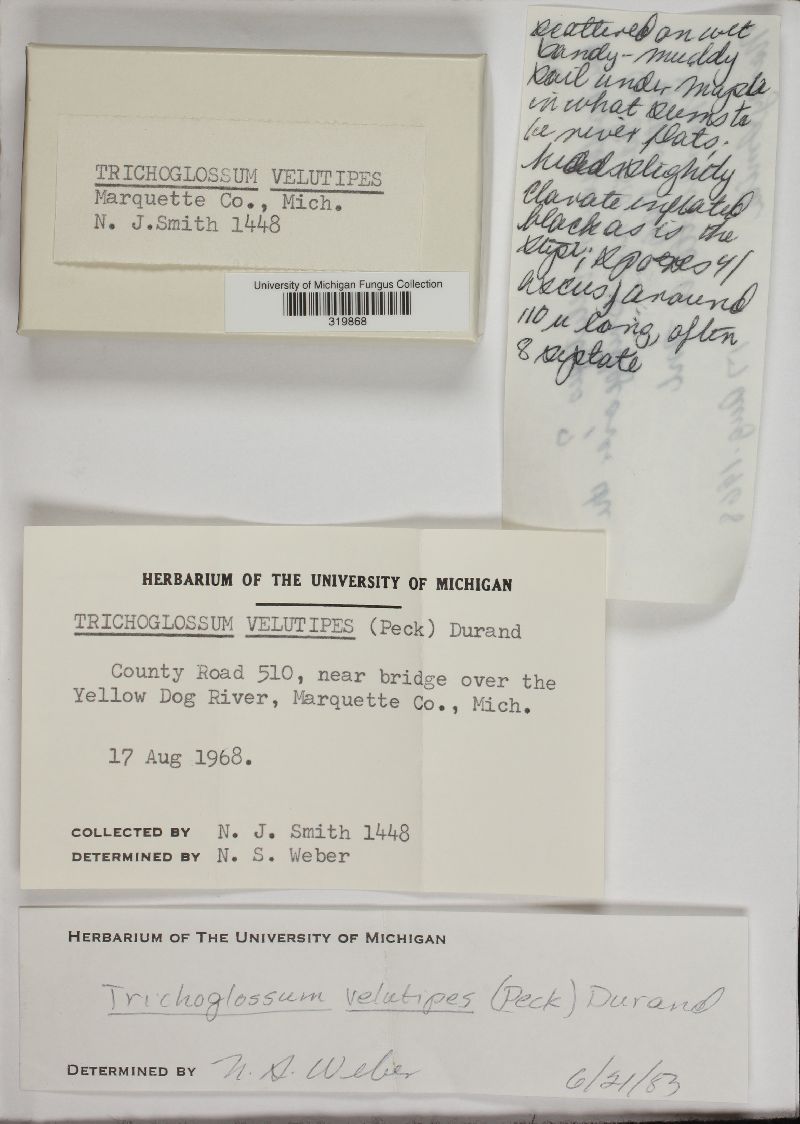 TRICHOGLOSSUM VELUTIPES
Marquette Co., Mich.
N. J.Smith 1448
University of Michigan Fungus Collection
319868
scattered on wet
sandy-muddy
soil under maple
in what seems to
be river flats.
heads slightly
clavate inflated
black as is the
stipe; spores 4/
ascus, around
110 u long, often
8 septate
HERBARIUM OF THE UNIVERSITY OF MICHIGAN
TRICHOGLOSSUM VELUTIPES (Peck) Durand
County Road 510, near bridge over the
Yellow Dog River, Marquette Co., Mich.
17 Aug 1968.
COLLECTED BY N. J. Smith 1448
DETERMINED BY N. S. Weber
HERBARIUM OF THE UNIVERSITY OF MICHIGAN
Trichoglossum velutipes (Peck) Durand
DETERMINED BY N. S. Weber
6/21/83